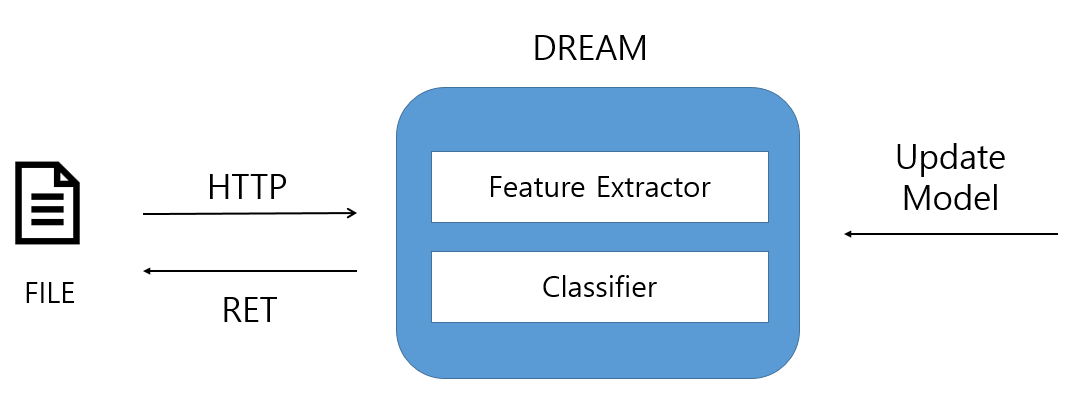 DREAM
HTTP
Feature Extractor
Update
Model
FILE
RET
Classifier